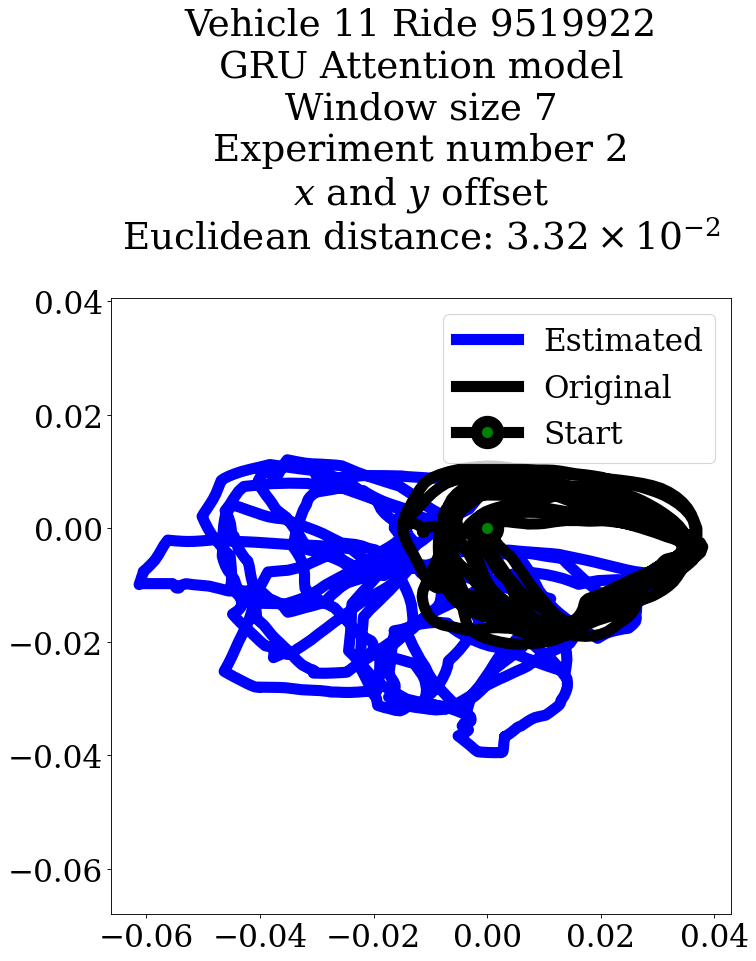 Vehicle 11 Ride 9519922
GRU Attention model
Window size 7
Experiment number 2
x and y offset
Euclidean distance: 3.32 × 10⁻²
0.04
0.02
0.00
−0.02
−0.04
−0.06
Estimated
Original
Start
−0.06 −0.04 −0.02 0.00 0.02 0.04